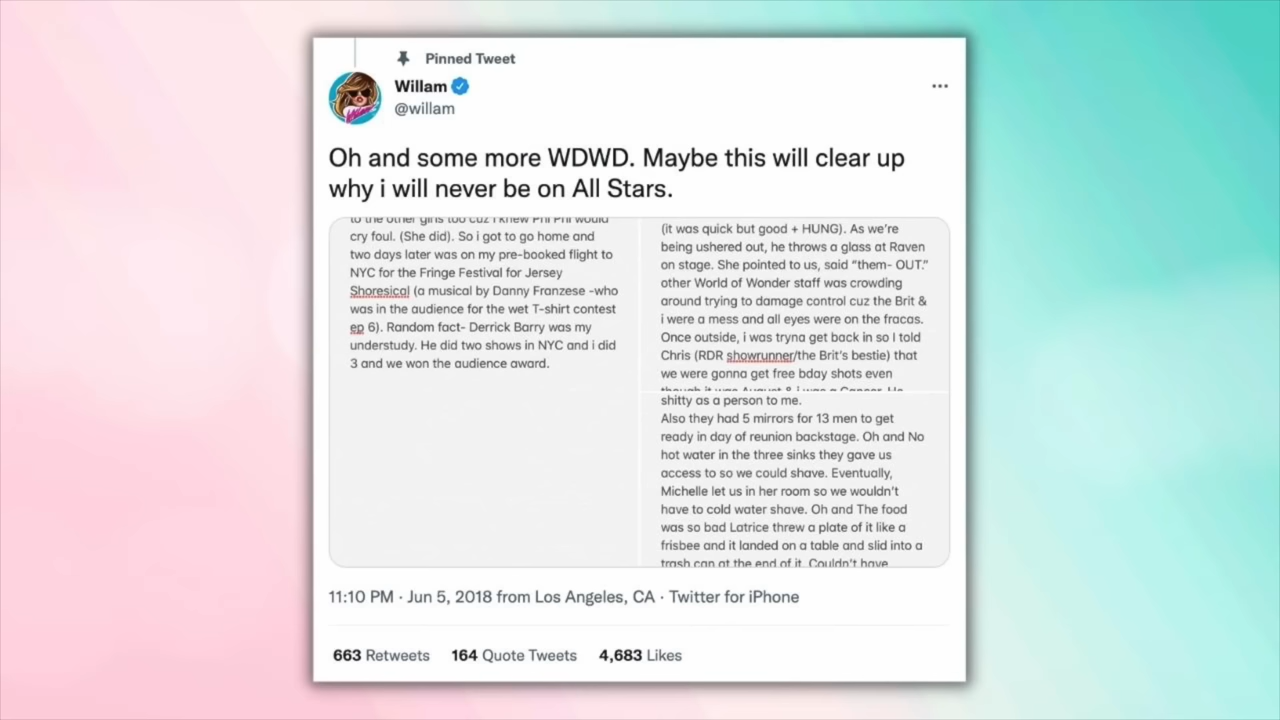 Pinned Tweet
Willam
@willam
Oh and some more WDWD. Maybe this will clear up
why i will never be on All Stars.
to the other girls too cuz i knew Phi Phi would
cry foul. (She did). So i got to go home and
two days later was on my pre-booked flight to
NYC for the Fringe Festival for Jersey
Shoresical (a musical by Danny Franzese -who
was in the audience for the wet T-shirt contest
ep 6). Random fact- Derrick Barry was my
understudy. He did two shows in NYC and i did
3 and we won the audience award.
(it was quick but good + HUNG). As we’re
being ushered out, he throws a glass at Raven
on stage. She pointed to us, said “them- OUT.”
other World of Wonder staff was crowding
around trying to damage control cuz the Brit &
i were a mess and all eyes were on the fracas.
Once outside, i was tryna get back in so I told
Chris (RDR showrunner/the Brit’s bestie) that
we were gonna get free bday shots even
though it was August & i was a Cancer. He
shitty as a person to me.
Also they had 5 mirrors for 13 men to get
ready in day of reunion backstage. Oh and No
hot water in the three sinks they gave us
access to so we could shave. Eventually,
Michelle let us in her room so we wouldn’t
have to cold water shave. Oh and The food
was so bad Latrice threw a plate of it like a
frisbee and it landed on a table and slid into a
trash can at the end of it. Couldn’t have
11:10 PM · Jun 5, 2018 from Los Angeles, CA · Twitter for iPhone
663 Retweets 164 Quote Tweets 4,683 Likes